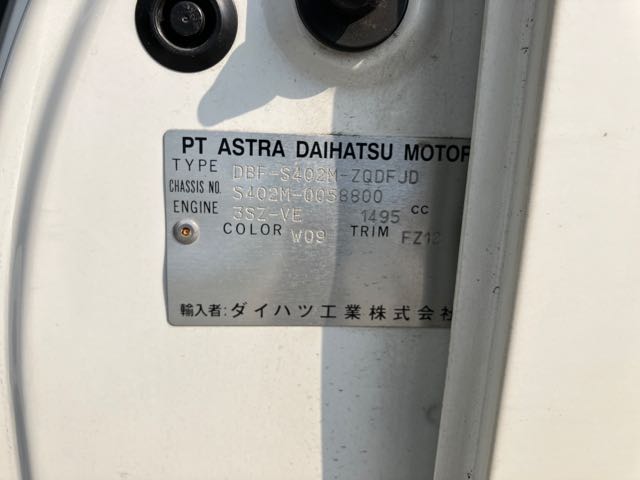 PT ASTRA DAIHATSU MOTOR
TYPE DBF-S402M-ZQDFJD
CHASSIS NO. S402M-0058800
ENGINE 3SZ-VE 1495 CC
COLOR W09 TRIM FZ12
輸入者:ダイハツ工業株式会社